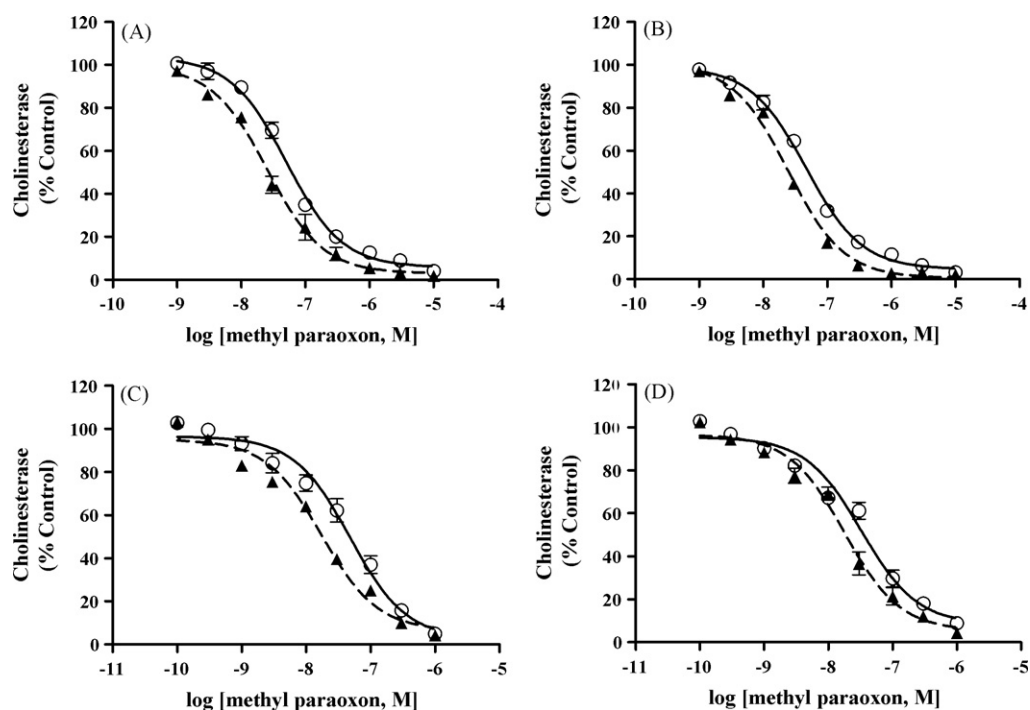 (A)
120
100
80
60
40
20
0
Cholinesterase
(% Control)
-10 -9 -8 -7 -6 -5 -4
log [methyl paraoxon, M]
(B)
120
100
80
60
40
20
0
Cholinesterase
(% Control)
-10 -9 -8 -7 -6 -5 -4
log [methyl paraoxon, M]
(C)
120
100
80
60
40
20
0
Cholinesterase
(% Control)
-11 -10 -9 -8 -7 -6 -5
log [methyl paraoxon, M]
(D)
120
100
80
60
40
20
0
Cholinesterase
(% Control)
-11 -10 -9 -8 -7 -6 -5
log [methyl paraoxon, M]